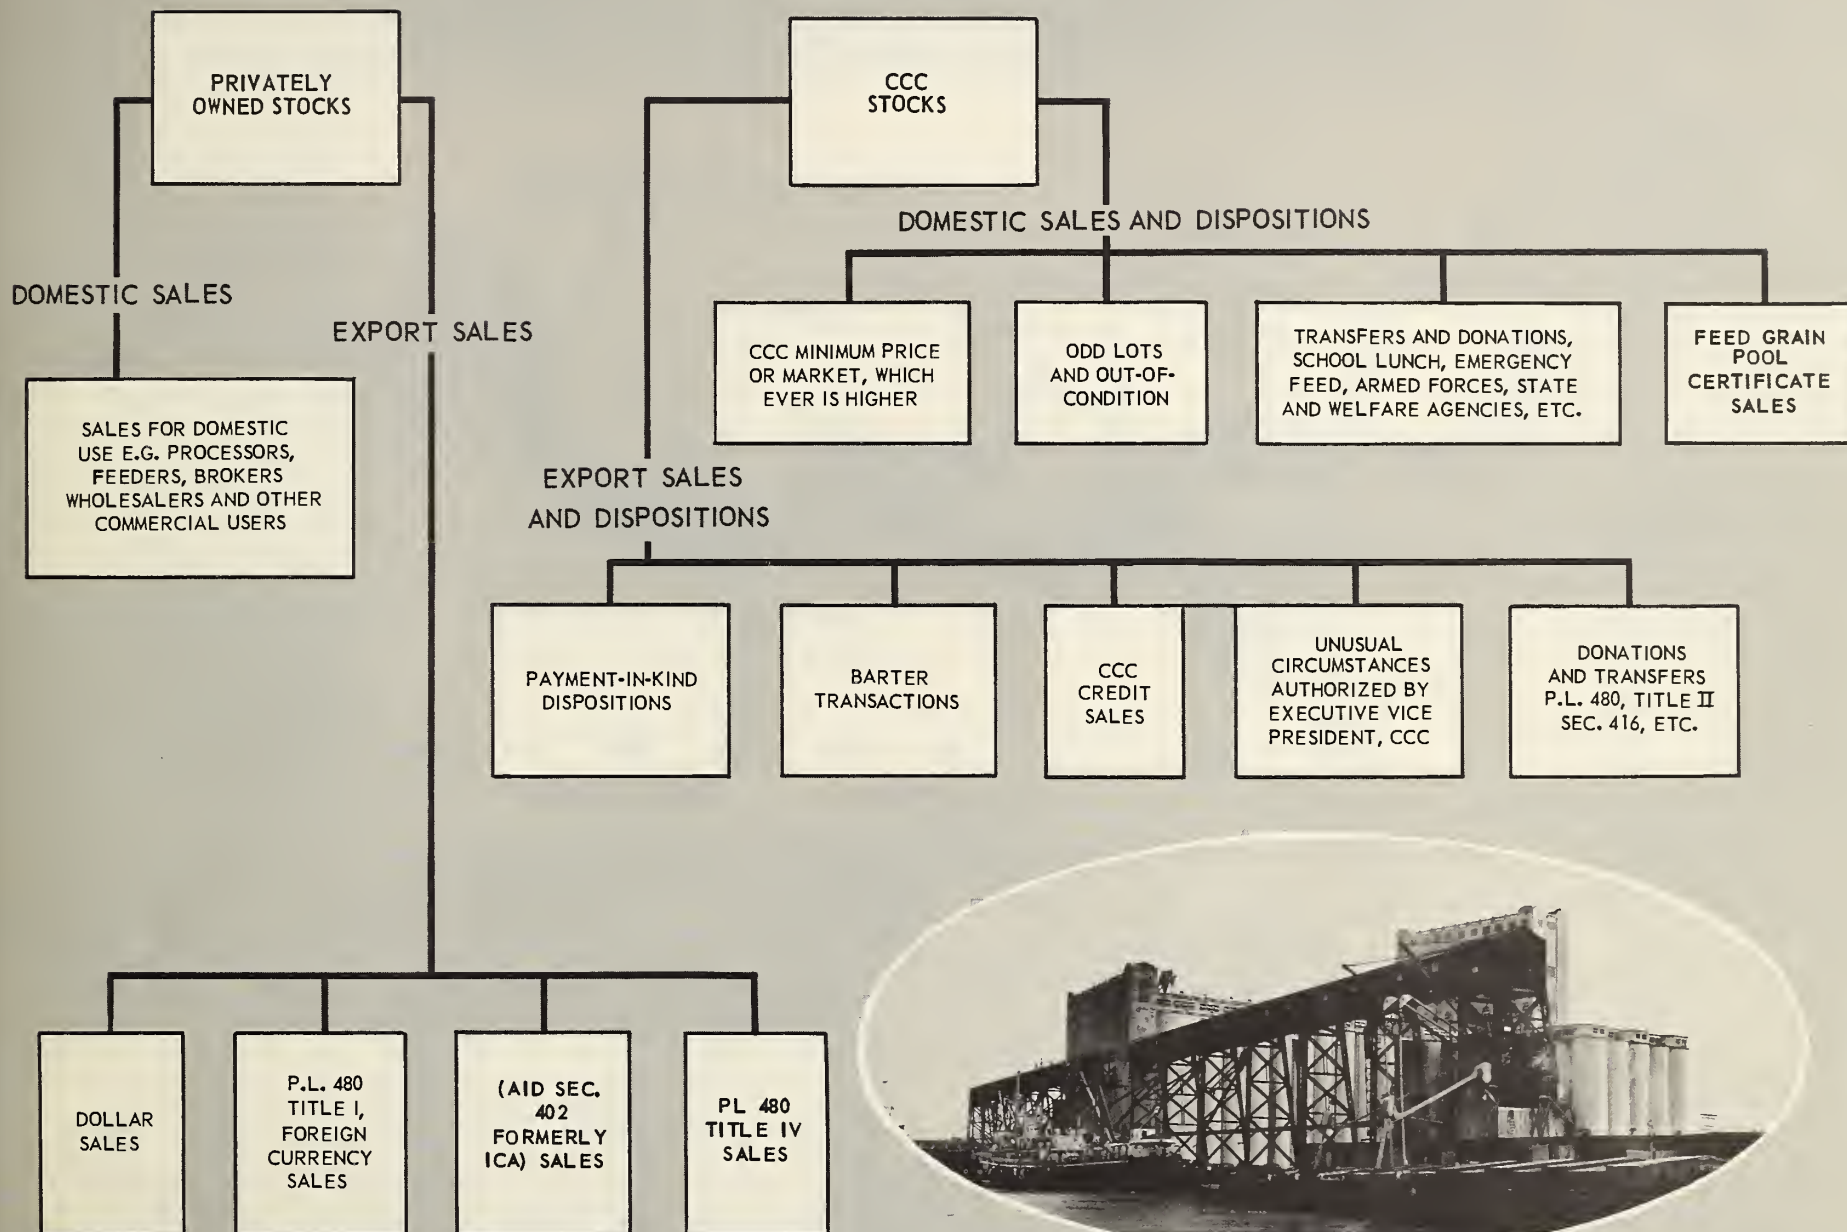 PRIVATELY
OWNED STOCKS
DOMESTIC SALES
EXPORT SALES
SALES FOR DOMESTIC
USE E.G. PROCESSORS,
FEEDERS, BROKERS
WHOLESALERS AND OTHER
COMMERCIAL USERS
DOLLAR
SALES
P.L. 480
TITLE I,
FOREIGN
CURRENCY
SALES
(AID SEC.
402
FORMERLY
ICA) SALES
PL 480
TITLE IV
SALES
CCC
STOCKS
DOMESTIC SALES AND DISPOSITIONS
CCC MINIMUM PRICE
OR MARKET, WHICH
EVER IS HIGHER
ODD LOTS
AND OUT-OF-
CONDITION
TRANSFERS AND DONATIONS,
SCHOOL LUNCH, EMERGENCY
FEED, ARMED FORCES, STATE
AND WELFARE AGENCIES, ETC.
FEED GRAIN
POOL
CERTIFICATE
SALES
EXPORT SALES
AND DISPOSITIONS
PAYMENT-IN-KIND
DISPOSITIONS
BARTER
TRANSACTIONS
CCC
CREDIT
SALES
UNUSUAL
CIRCUMSTANCES
AUTHORIZED BY
EXECUTIVE VICE
PRESIDENT, CCC
DONATIONS
AND TRANSFERS
P.L. 480, TITLE II
SEC. 416, ETC.